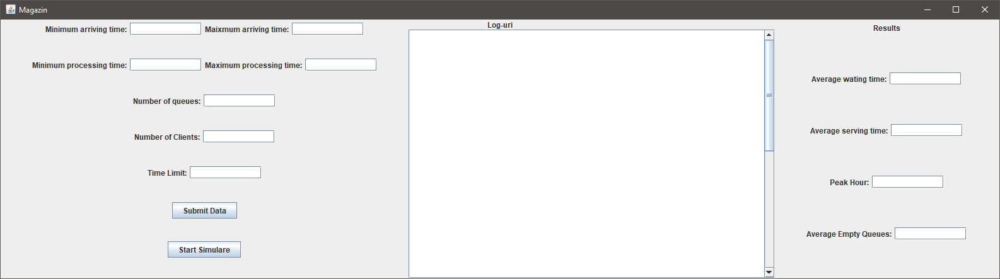 Magazin
Minimum arriving time: Maixmum arriving time:
Minimum processing time: Maximum processing time:
Number of queues:
Number of Clients:
Time Limit:
Submit Data
Start Simulare
Log-uri
Results
Average wating time:
Average serving time:
Peak Hour:
Average Empty Queues: